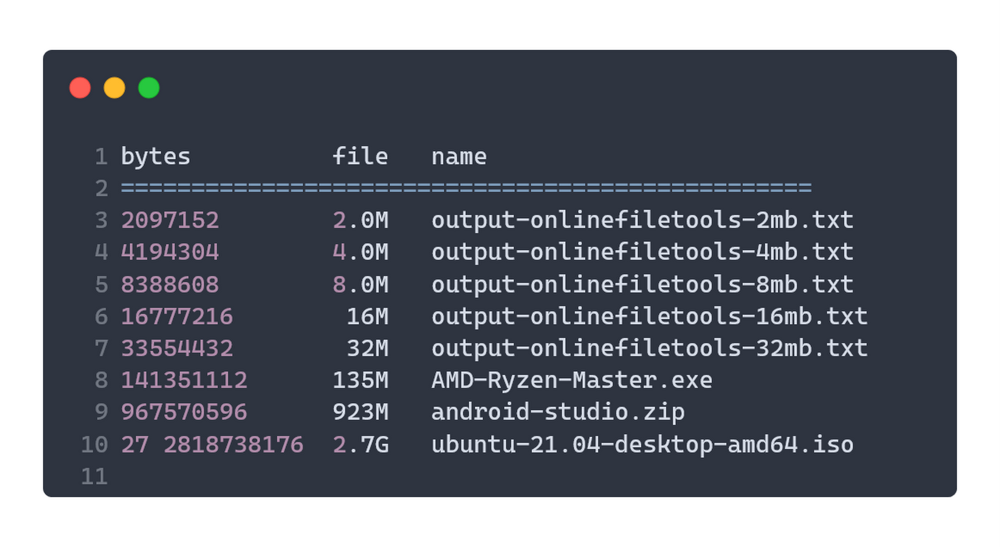 1 bytes               file   name
2 =================================================
3 2097152        2.0M   output-onlinefiletools-2mb.txt
4 4194304        4.0M   output-onlinefiletools-4mb.txt
5 8388608        8.0M   output-onlinefiletools-8mb.txt
6 16777216        16M   output-onlinefiletools-16mb.txt
7 33554432        32M   output-onlinefiletools-32mb.txt
8 141351112      135M   AMD-Ryzen-Master.exe
9 967570596      923M   android-studio.zip
10 27 2818738176  2.7G   ubuntu-21.04-desktop-amd64.iso
11